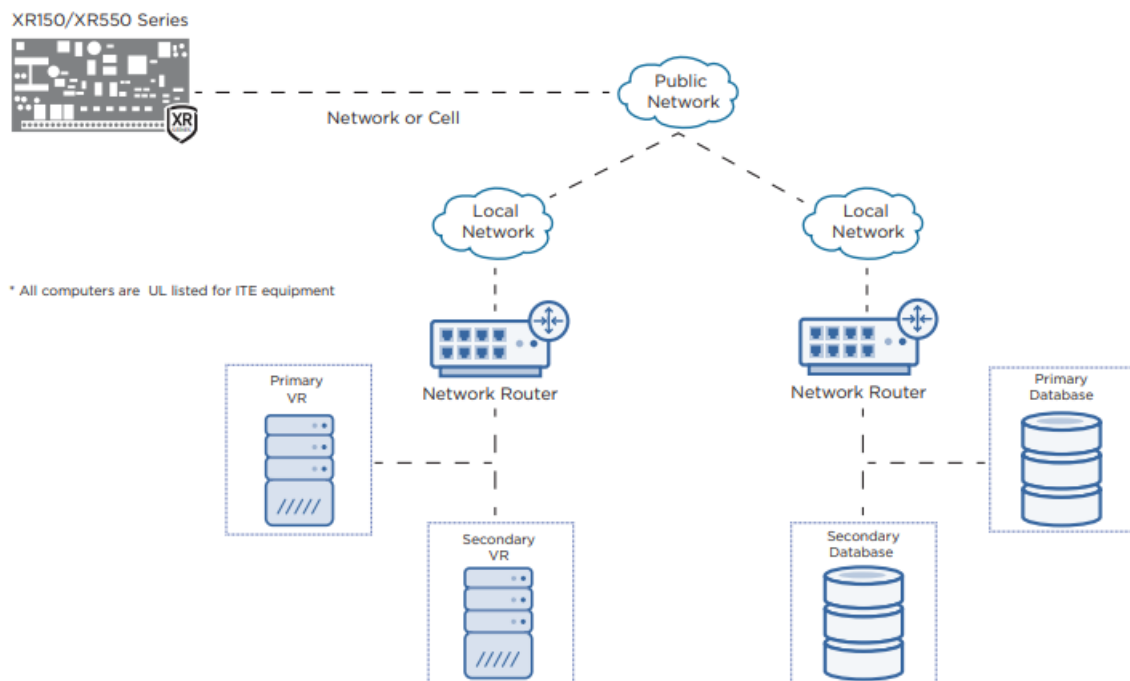 XR150/XR550 Series
XR
Public
Network
Network or Cell
Local
Network
Local
Network
* All computers are  UL listed for ITE equipment
Network Router
Network Router
Primary
VR
Primary
Database
Secondary
VR
Secondary
Database